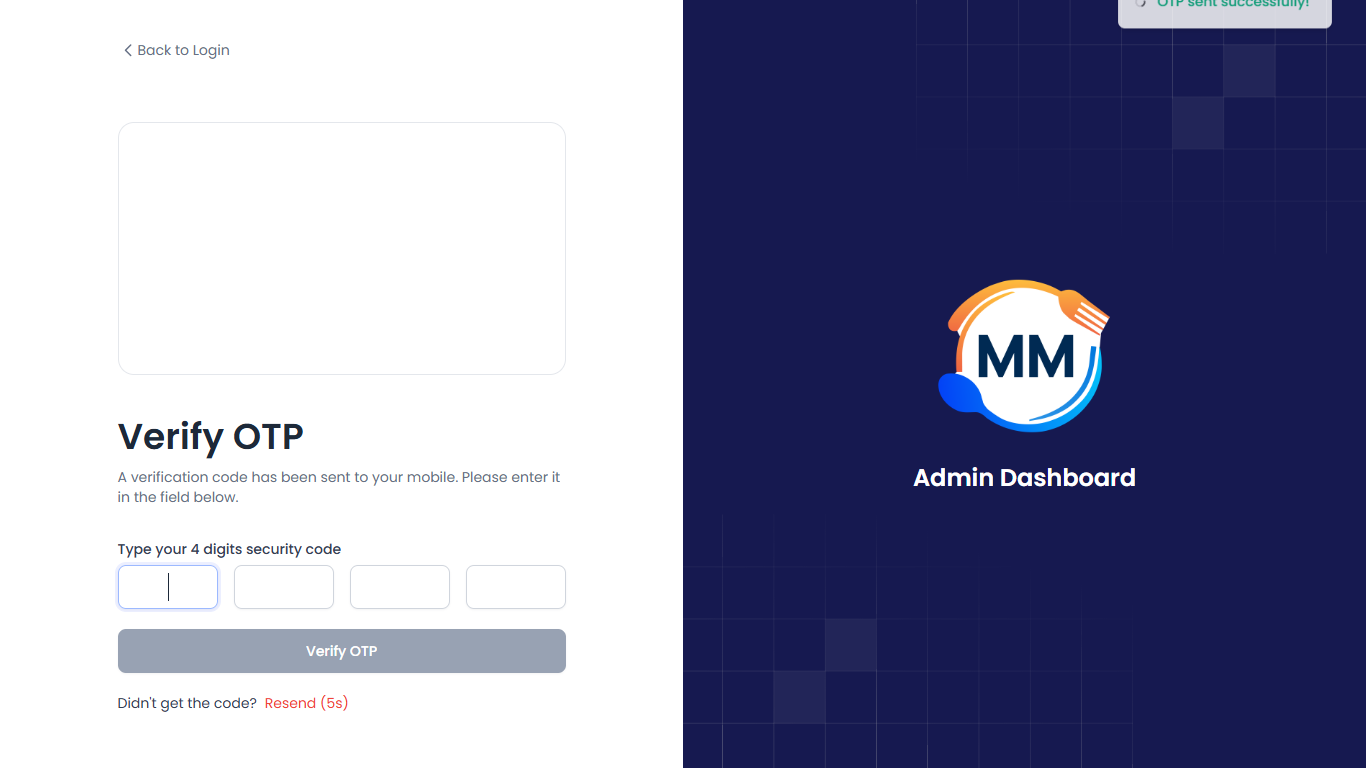 Back to Login
OTP sent successfully!
Verify OTP
A verification code has been sent to your mobile. Please enter it
in the field below.
Type your 4 digits security code
Verify OTP
Didn't get the code? Resend (5s)
MM
Admin Dashboard